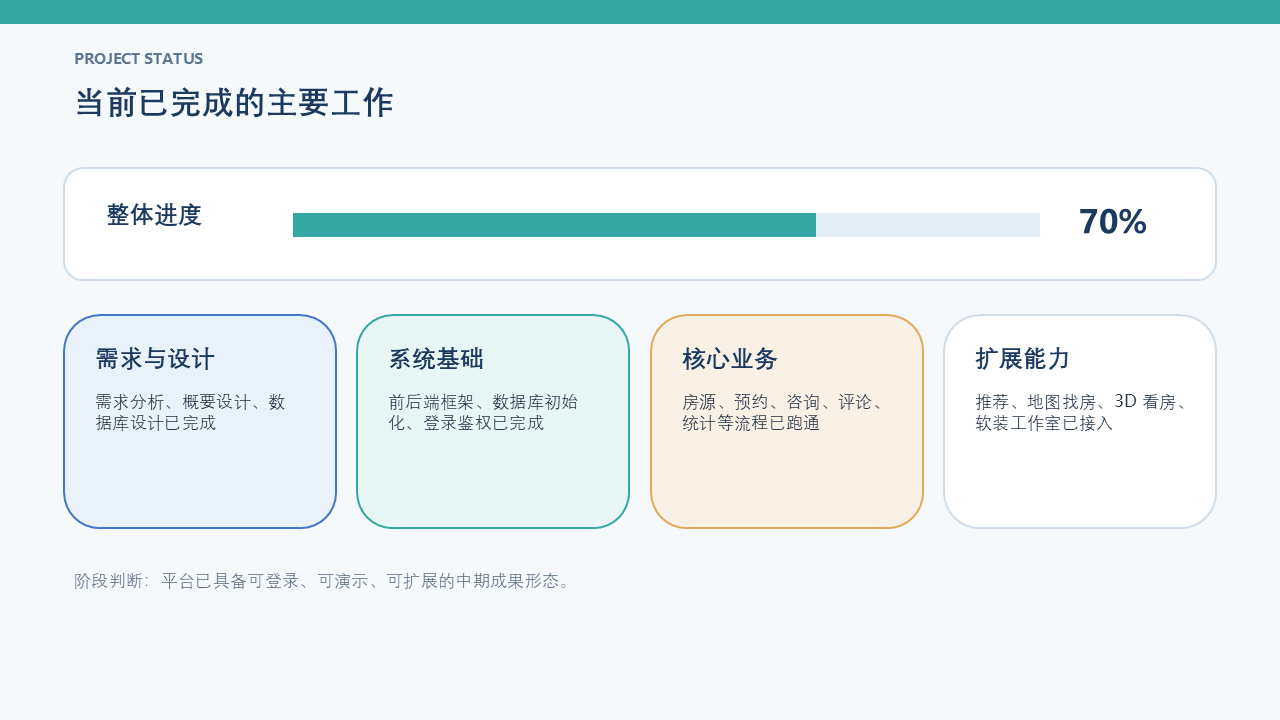 PROJECT STATUS
当前已完成的主要工作
整体进度
70%
需求与设计
需求分析、概要设计、数
据库设计已完成
系统基础
前后端框架、数据库初始
化、登录鉴权已完成
核心业务
房源、预约、咨询、评论、
统计等流程已跑通
扩展能力
推荐、地图找房、3D 看房、
软装工作室已接入
阶段判断：平台已具备可登录、可演示、可扩展的中期成果形态。